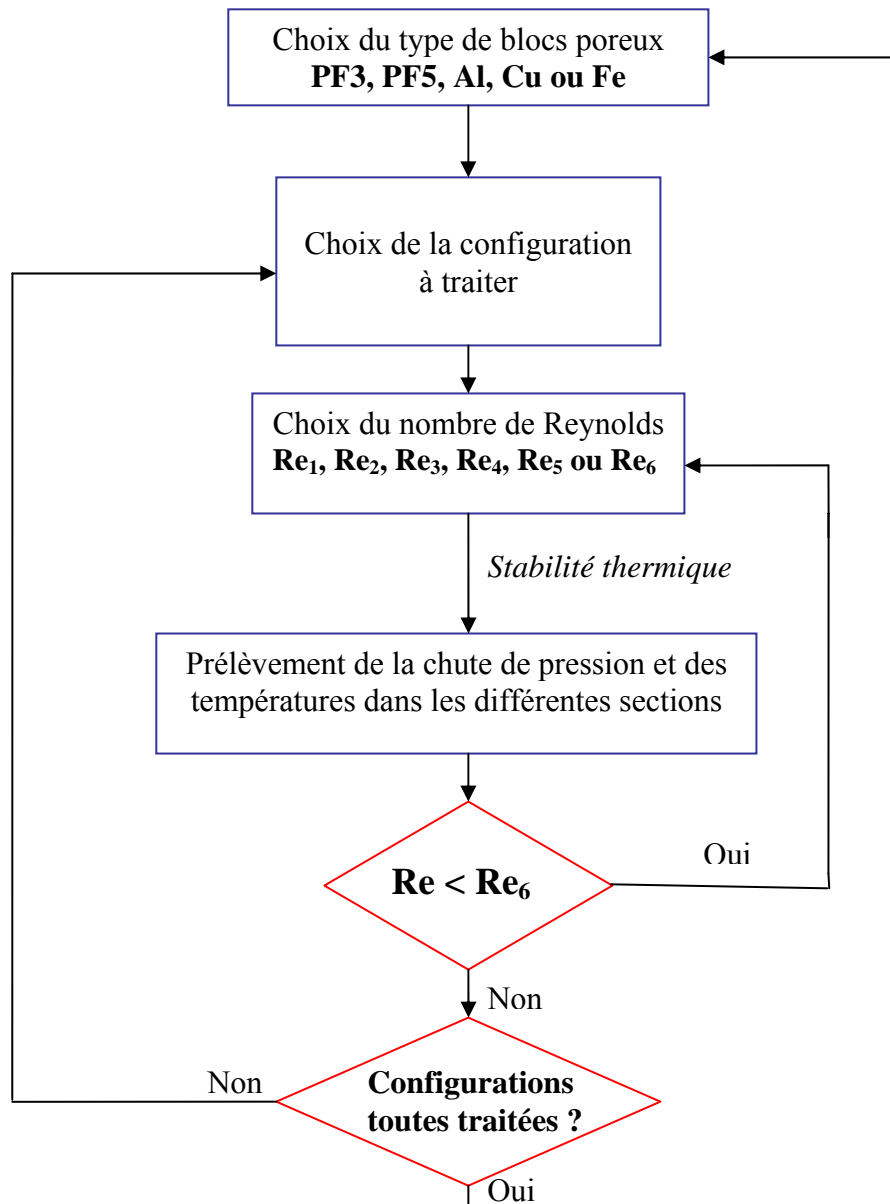 Choix du type de blocs poreux
PF3, PF5, Al, Cu ou Fe
Choix de la configuration
à traiter
Choix du nombre de Reynolds
Re₁, Re₂, Re₃, Re₄, Re₅ ou Re₆
Stabilité thermique
Prélèvement de la chute de pression et des
températures dans les différentes sections
Oui
Re < Re₆
Non
Non
Configurations
toutes traitées ?
Oui